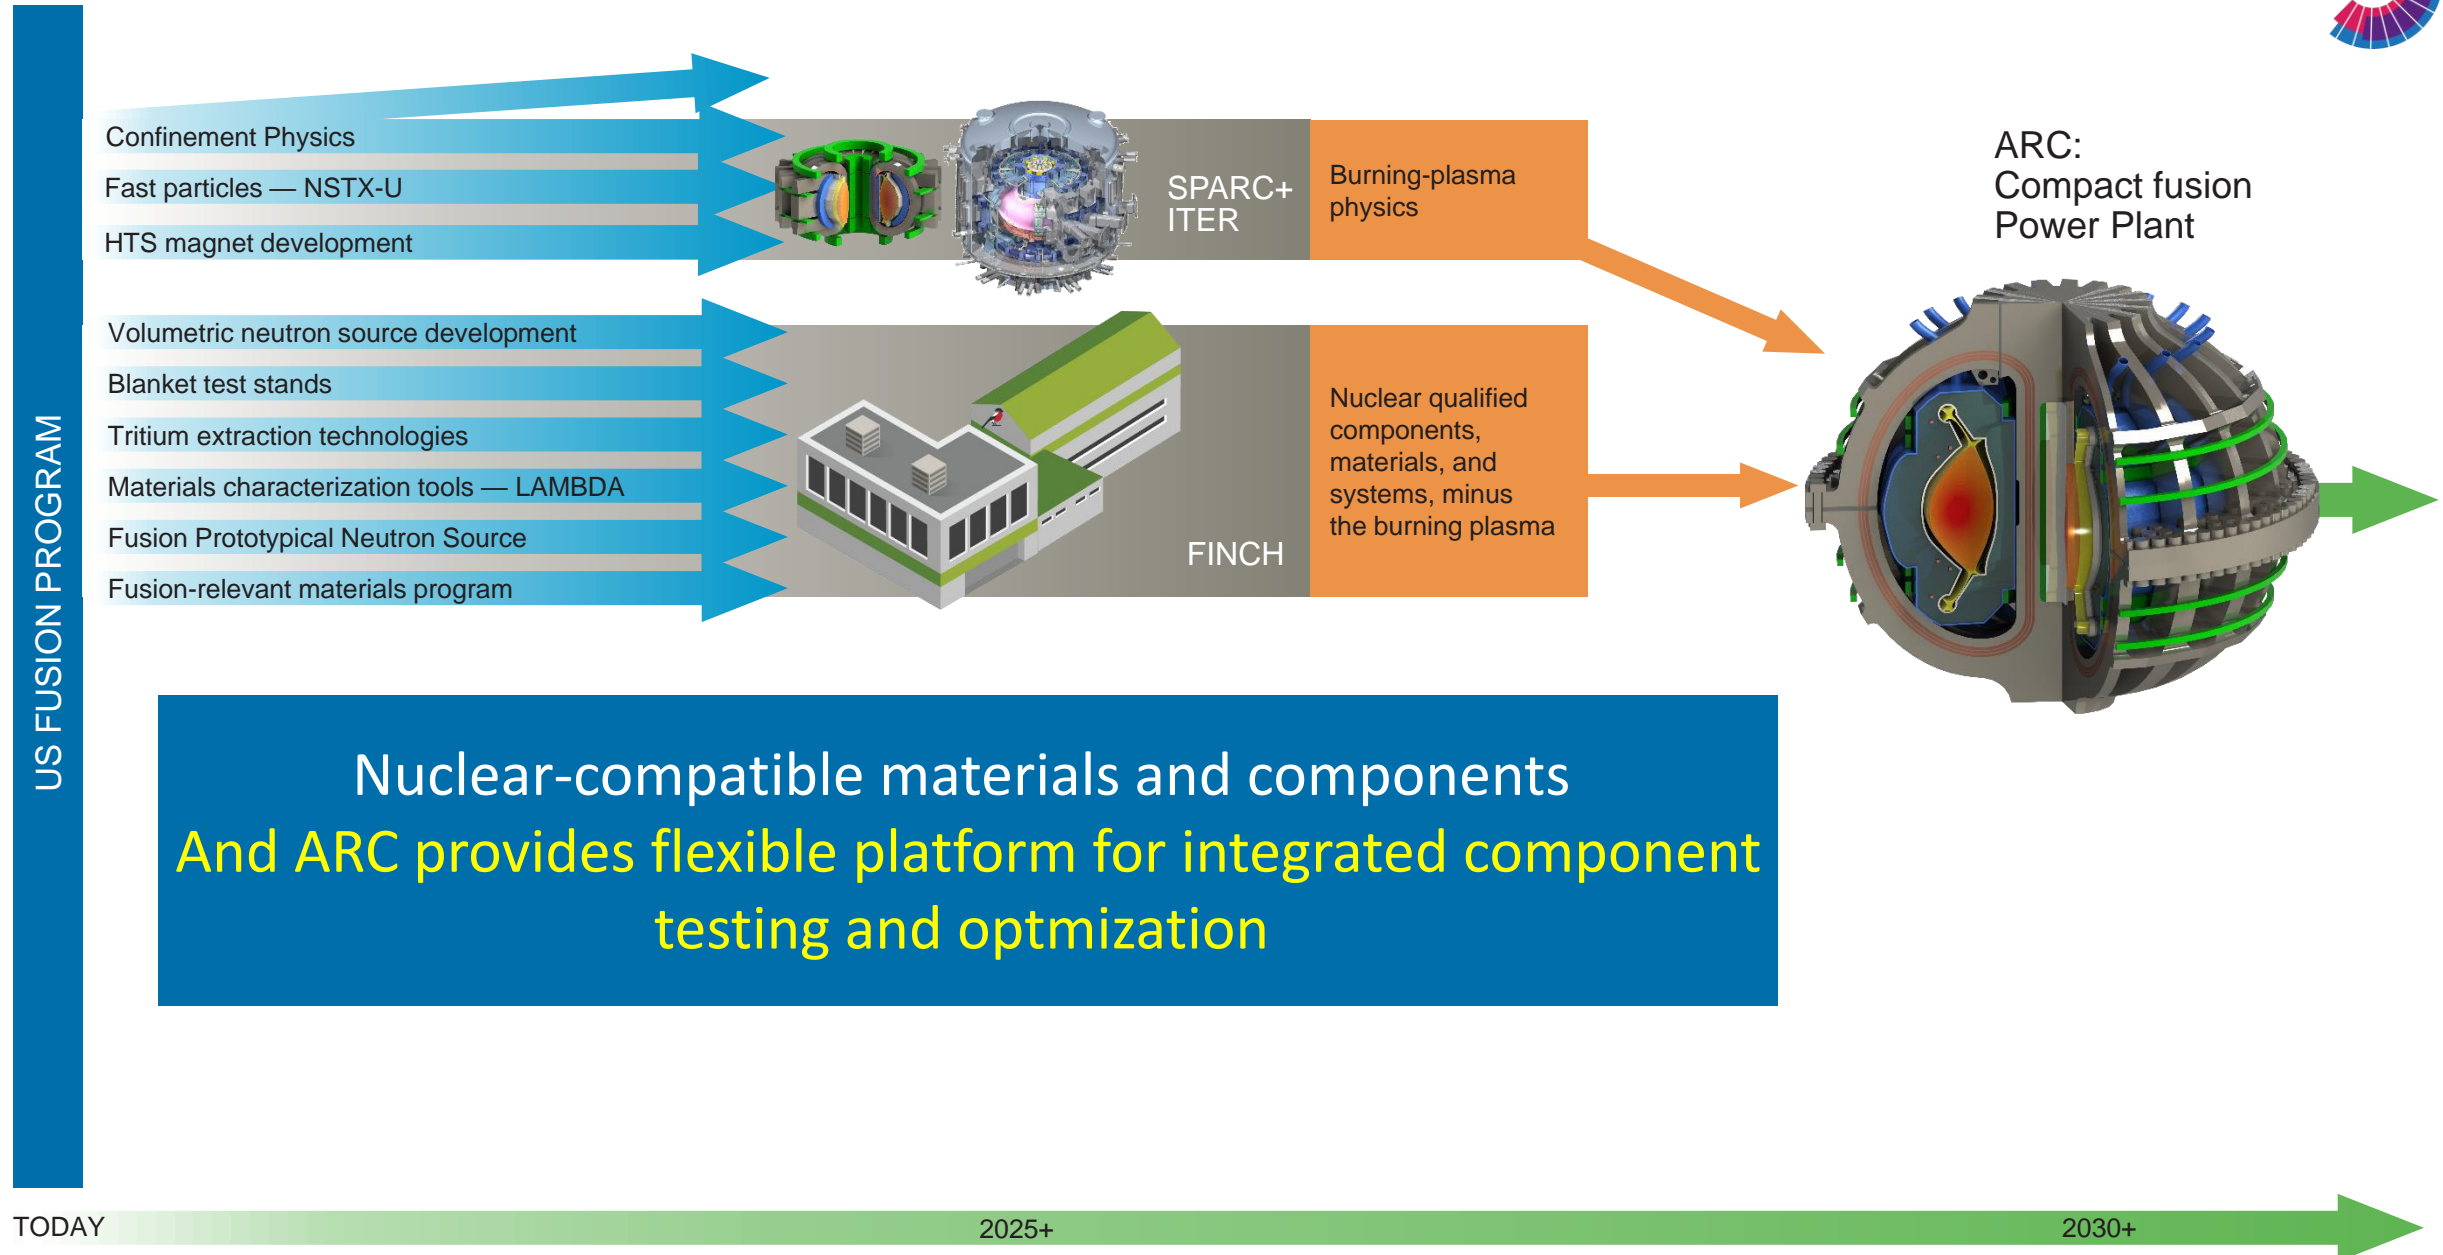 US FUSION PROGRAM
Confinement Physics
Fast particles — NSTX-U
HTS magnet development
SPARC+
ITER
Burning-plasma
physics
ARC:
Compact fusion
Power Plant
Volumetric neutron source development
Blanket test stands
Tritium extraction technologies
Materials characterization tools — LAMBDA
Fusion Prototypical Neutron Source
Fusion-relevant materials program
FINCH
Nuclear qualified
components,
materials, and
systems, minus
the burning plasma
Nuclear-compatible materials and components
And ARC provides flexible platform for integrated component
testing and optmization
TODAY
2025+
2030+